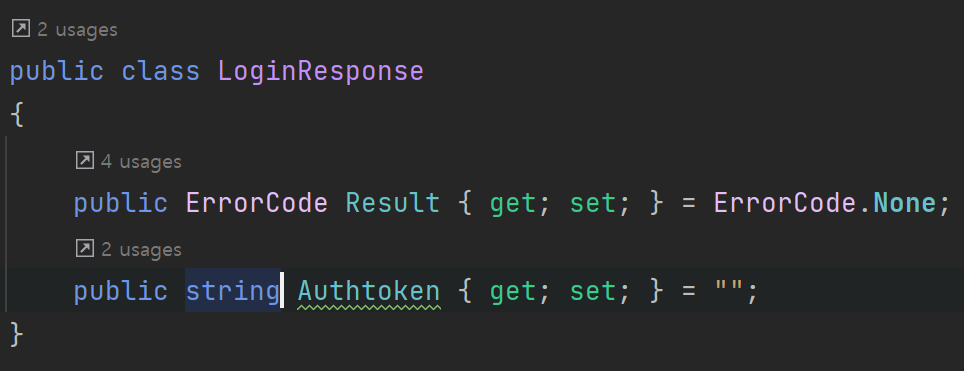 2 usages
public class LoginResponse
{
4 usages
public ErrorCode Result { get; set; } = ErrorCode.None;
2 usages
public string Authtoken { get; set; } = "";
}